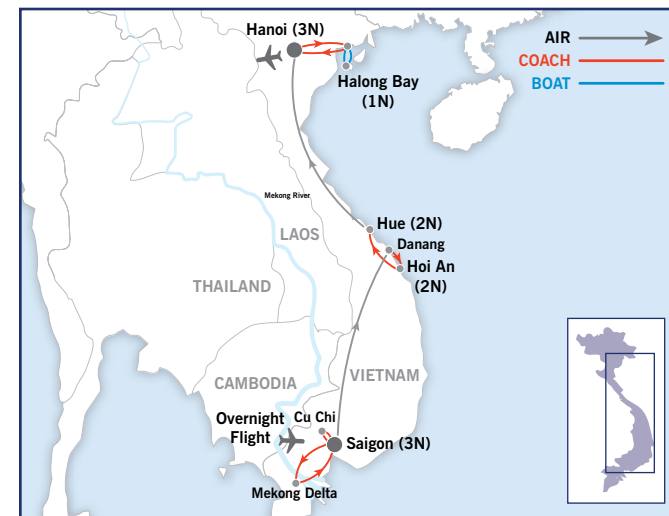 Hanoi (3N)
AIR
COACH
BOAT
Halong Bay
(1N)
Mekong River
LAOS
Hue (2N)
Danang
Hoi An
(2N)
THAILAND
CAMBODIA
VIETNAM
Overnight
Flight
Cu Chi
Saigon (3N)
Mekong Delta